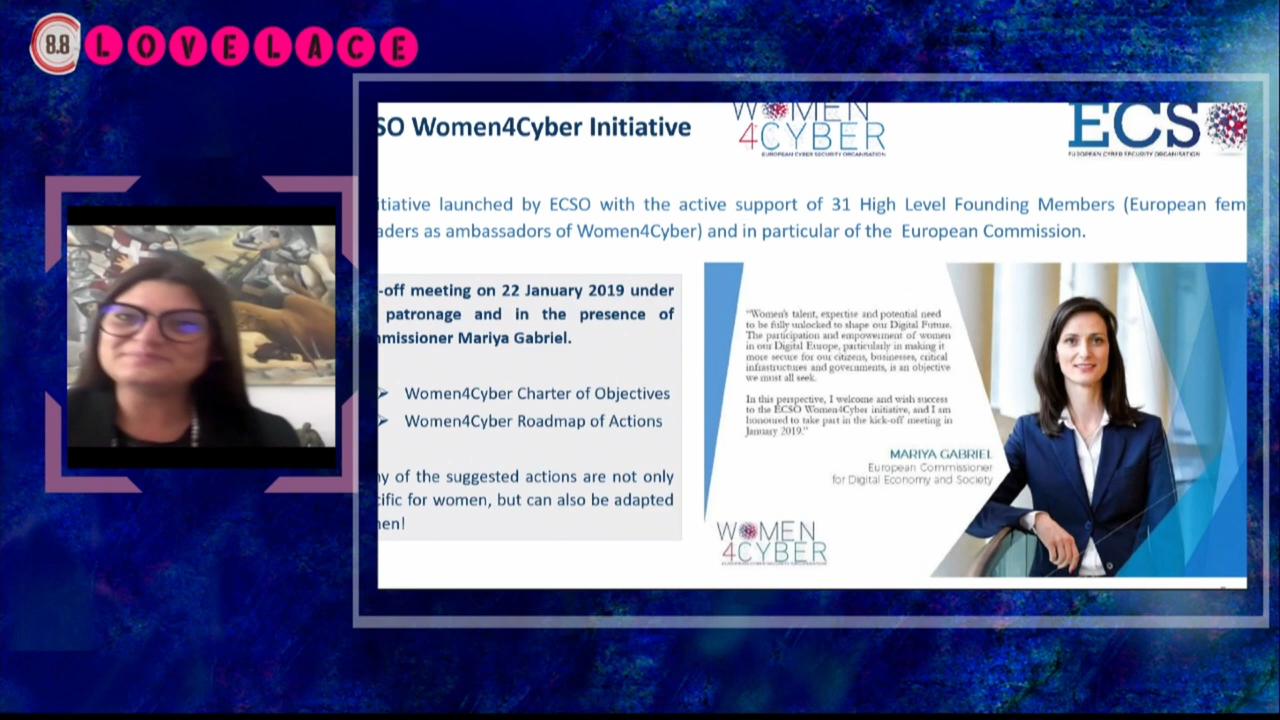 8.8 LOVELACE
SO Women4Cyber Initiative
WOMEN
4CYBER
EUROPEAN CYBER SECURITY ORGANISATION
ECS
EUROPEAN CYBER SECURITY ORGANISATION
itiative launched by ECSO with the active support of 31 High Level Founding Members (European fem
aders as ambassadors of Women4Cyber) and in particular of the European Commission.
-off meeting on 22 January 2019 under
patronage and in the presence of
missioner Mariya Gabriel.
➢ Women4Cyber Charter of Objectives
➢ Women4Cyber Roadmap of Actions
y of the suggested actions are not only
cific for women, but can also be adapted
en!
"Women's talent, expertise and potential need
to be fully unlocked to shape our Digital Future.
The participation and empowerment of women
in our Digital Europe, particularly in making it
more secure for our citizens, businesses, critical
infrastructures and governments, is an objective
we must all seek.
In this perspective, I welcome and wish success
to the ECSO Women4Cyber initiative, and I am
honoured to take part in the kick-off meeting in
January 2019."
MARIYA GABRIEL
European Commissioner
for Digital Economy and Society
WOMEN
4CYBER
EUROPEAN CYBER SECURITY ORGANISATION